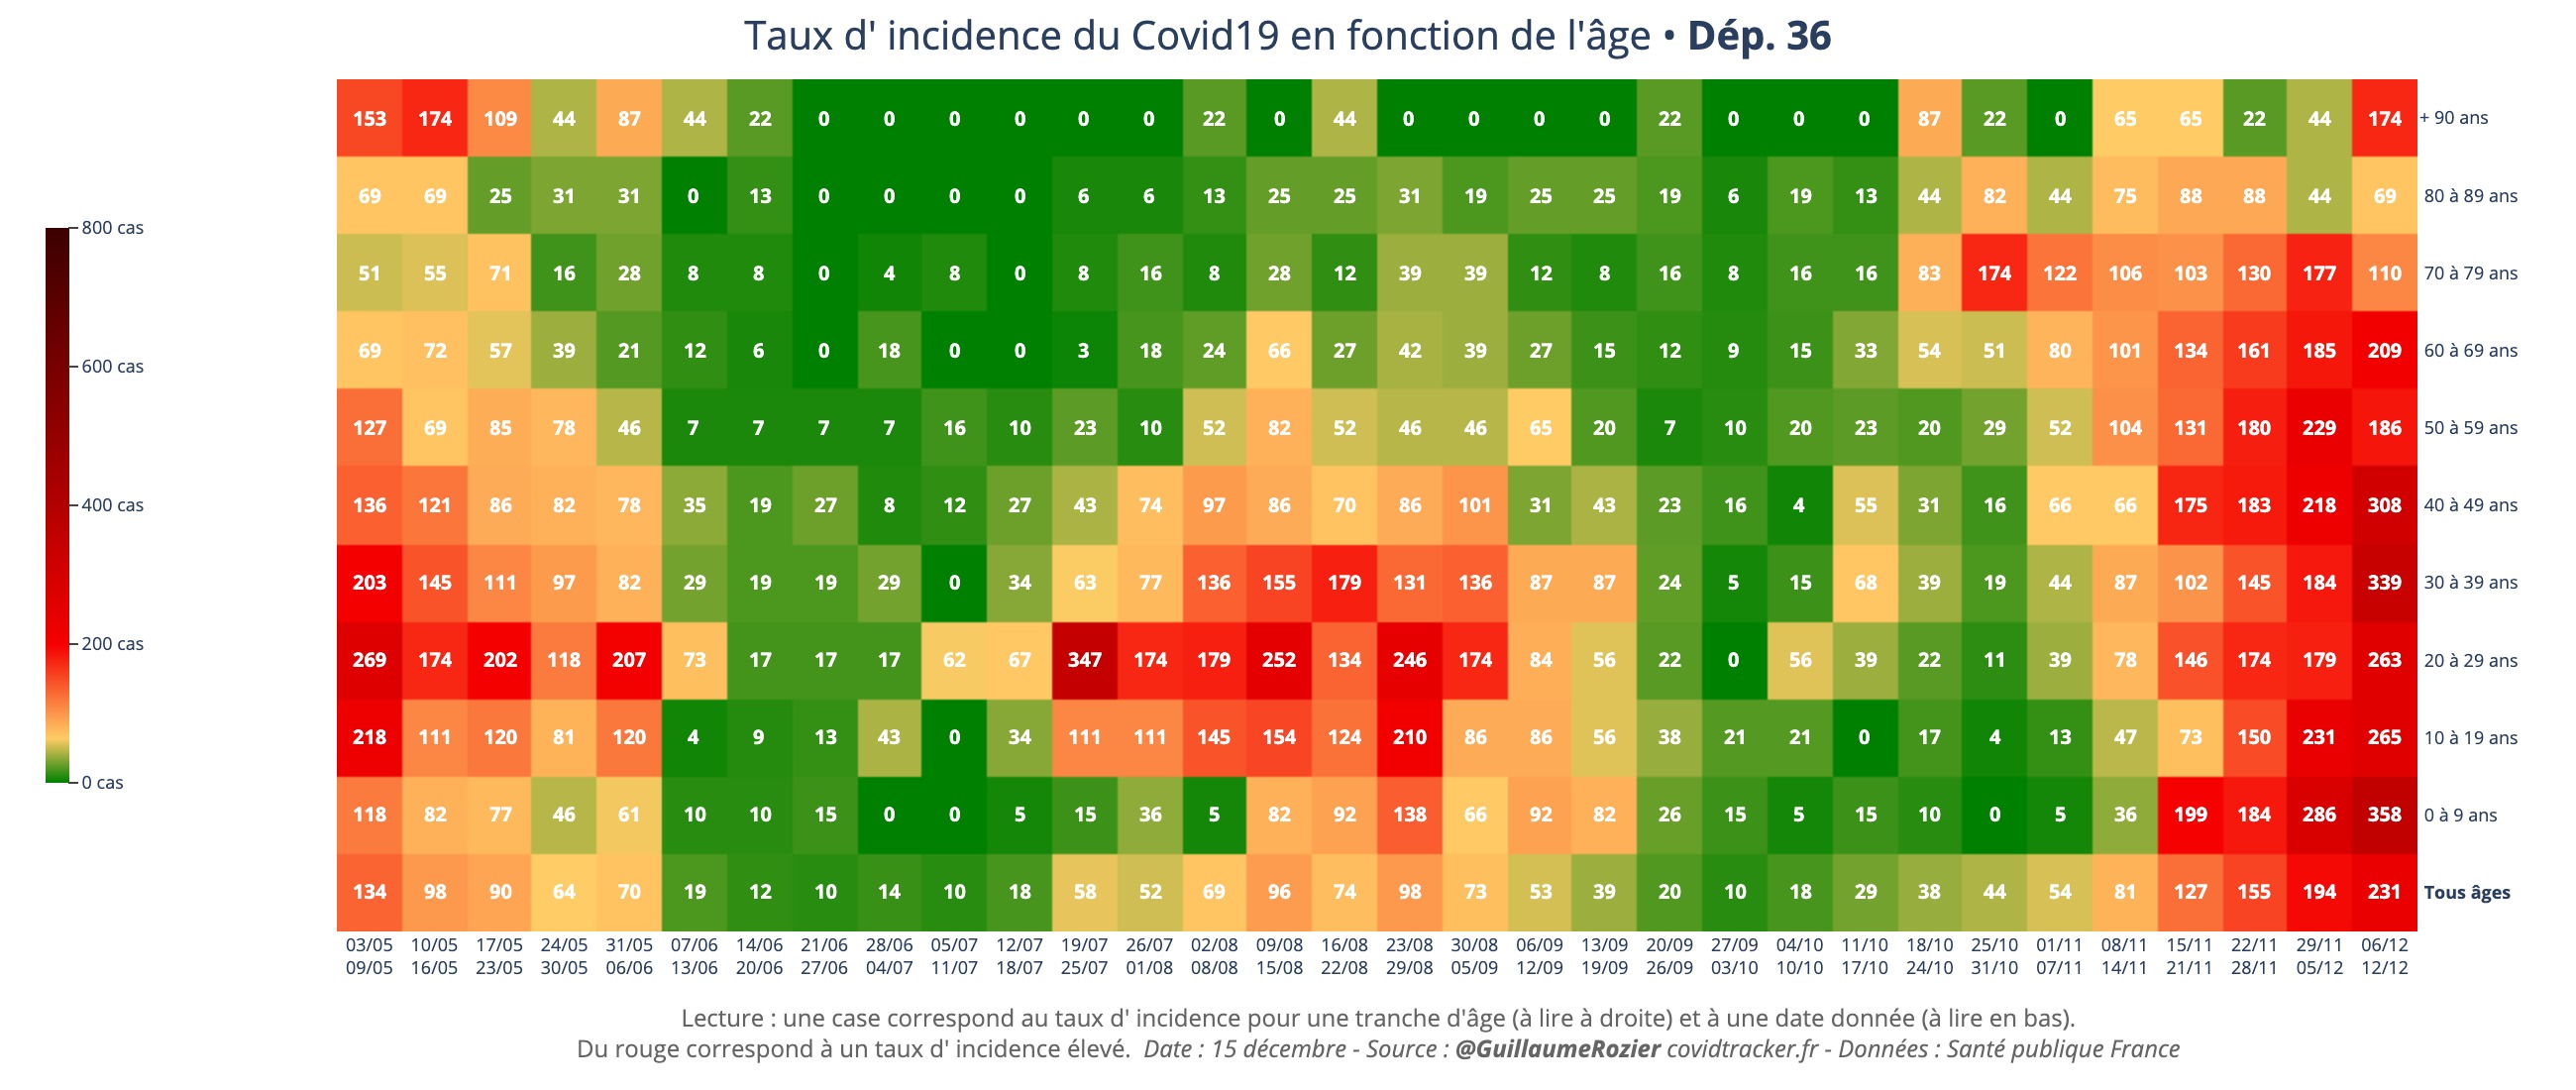 Taux d' incidence du Covid19 en fonction de l'âge • Dép. 36
800 cas
600 cas
400 cas
200 cas
0 cas
153 174 109 44 87 44 22 0 0 0 0 0 0 22 0 44 0 0 0 0 22 0 0 0 87 22 0 65 65 22 44 174 + 90 ans
69 69 25 31 31 0 13 0 0 0 0 6 6 13 25 25 31 19 25 25 19 6 19 13 44 82 44 75 88 88 44 69 80 à 89 ans
51 55 71 16 28 8 8 0 4 8 0 8 16 8 28 12 39 39 12 8 16 8 16 16 83 174 122 106 103 130 177 110 70 à 79 ans
69 72 57 39 21 12 6 0 18 0 0 3 18 24 66 27 42 39 27 15 12 9 15 33 54 51 80 101 134 161 185 209 60 à 69 ans
127 69 85 78 46 7 7 7 7 16 10 23 10 52 82 52 46 46 65 20 7 10 20 23 20 29 52 104 131 180 229 186 50 à 59 ans
136 121 86 82 78 35 19 27 8 12 27 43 74 97 86 70 86 101 31 43 23 16 4 55 31 16 66 66 175 183 218 308 40 à 49 ans
203 145 111 97 82 29 19 19 29 0 34 63 77 136 155 179 131 136 87 87 24 5 15 68 39 19 44 87 102 145 184 339 30 à 39 ans
269 174 202 118 207 73 17 17 17 62 67 347 174 179 252 134 246 174 84 56 22 0 56 39 22 11 39 78 146 174 179 263 20 à 29 ans
218 111 120 81 120 4 9 13 43 0 34 111 111 145 154 124 210 86 86 56 38 21 21 0 17 4 13 47 73 150 231 265 10 à 19 ans
118 82 77 46 61 10 10 15 0 0 5 15 36 5 82 92 138 66 92 82 26 15 5 15 10 0 5 36 199 184 286 358 0 à 9 ans
134 98 90 64 70 19 12 10 14 10 18 58 52 69 96 74 98 73 53 39 20 10 18 29 38 44 54 81 127 155 194 231 Tous âges
03/05 10/05 17/05 24/05 31/05 07/06 14/06 21/06 28/06 05/07 12/07 19/07 26/07 02/08 09/08 16/08 23/08 30/08 06/09 13/09 20/09 27/09 04/10 11/10 18/10 25/10 01/11 08/11 15/11 22/11 29/11 06/12
09/05 16/05 23/05 30/05 06/06 13/06 20/06 27/06 04/07 11/07 18/07 25/07 01/08 08/08 15/08 22/08 29/08 05/09 12/09 19/09 26/09 03/10 10/10 17/10 24/10 31/10 07/11 14/11 21/11 28/11 05/12 12/12
Lecture : une case correspond au taux d' incidence pour une tranche d'âge (à lire à droite) et à une date donnée (à lire en bas).
Du rouge correspond à un taux d' incidence élevé. Date : 15 décembre - Source : @GuillaumeRozier covidtracker.fr - Données : Santé publique France